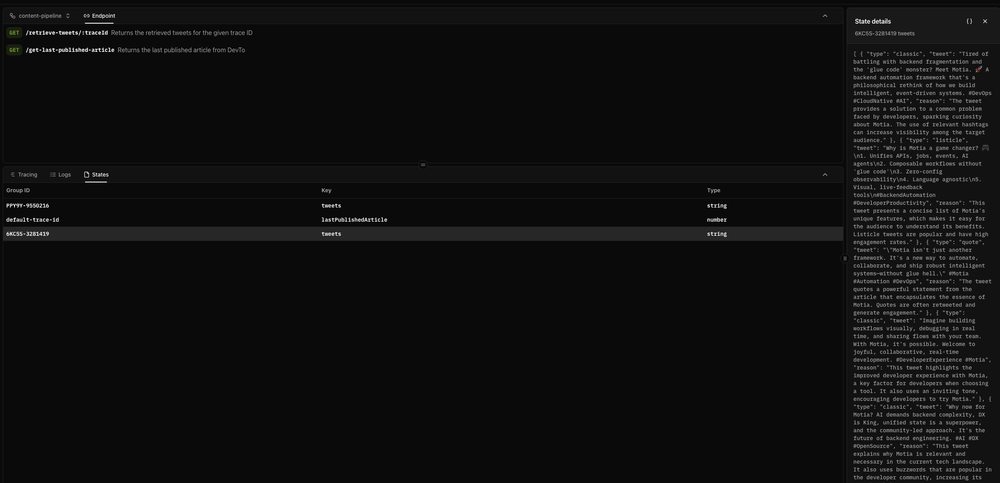 content-pipeline
Endpoint
GET /retrieve-tweets/:traceId Returns the retrieved tweets for the given trace ID
GET /get-last-published-article Returns the last published article from DevTo
Tracing Logs States
Group ID Key Type
PPY9Y-9550216 tweets string
default-trace-id lastPublishedArticle number
6KC5S-3281419 tweets string
State details
{}
6KC5S-3281419 tweets
[ { "type": "classic", "tweet": "Tired of
battling with backend fragmentation and
the 'glue code' monster? Meet Motia. 🚀 A
backend automation framework that's a
philosophical rethink of how we build
intelligent, event-driven systems. #DevOps
#CloudNative #AI", "reason": "The tweet
provides a solution to a common problem
faced by developers, sparking curiosity
about Motia. The use of relevant hashtags
can increase visibility among the target
audience." }, { "type": "listicle",
"tweet": "Why is Motia a game changer? 🎮
\n1. Unifies APIs, jobs, events, AI
agents\n2. Composable workflows without
'glue code'\n3. Zero-config
observability\n4. Language agnostic\n5.
Visual, live-feedback
tools\n#BackendAutomation
#DeveloperProductivity", "reason": "This
tweet presents a concise list of Motia's
unique features, which makes it easy for
the audience to understand its benefits.
Listicle tweets are popular and have high
engagement rates." }, { "type": "quote",
"tweet": "\"Motia isn't just another
framework. It's a new way to automate,
collaborate, and ship robust intelligent
systems—without glue hell.\" #Motia
#Automation #DevOps", "reason": "The tweet
quotes a powerful statement from the
article that encapsulates the essence of
Motia. Quotes are often retweeted and
generate engagement." }, { "type":
"classic", "tweet": "Imagine building
workflows visually, debugging in real
time, and sharing flows with your team.
With Motia, it's possible. Welcome to
joyful, collaborative, real-time
development. #DeveloperExperience #Motia",
"reason": "This tweet highlights the
improved developer experience with Motia,
a key factor for developers when choosing
a tool. It also uses an inviting tone,
encouraging developers to try Motia." }, {
"type": "classic", "tweet": "Why now for
Motia? AI demands backend complexity, DX
is King, unified state is a superpower,
and the community-led approach. It's the
future of backend engineering. #AI #DX
#OpenSource", "reason": "This tweet
explains why Motia is relevant and
necessary in the current tech landscape.
It also uses buzzwords that are popular in
the developer community, increasing its